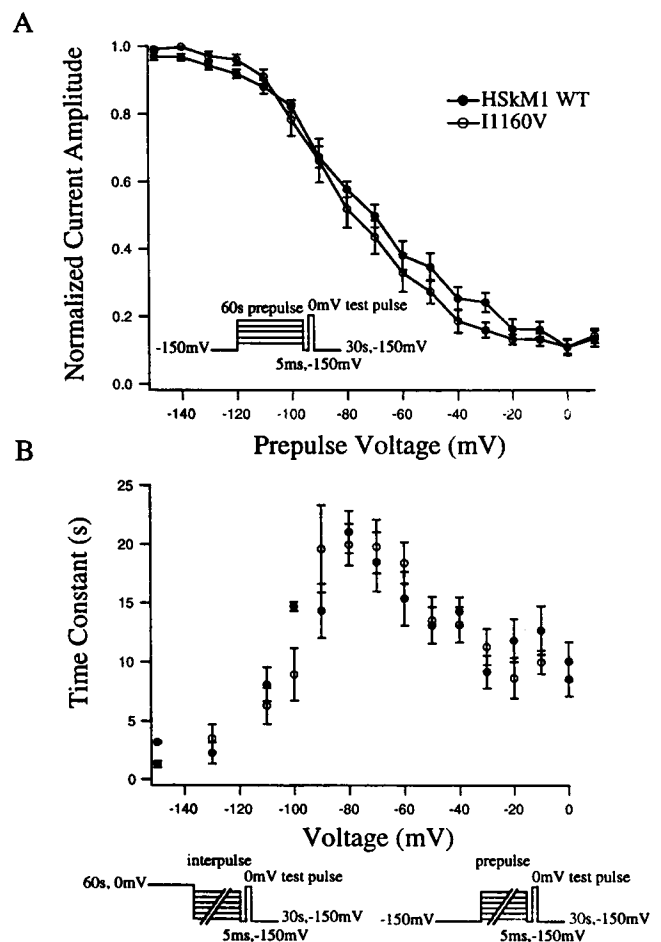 A
Normalized Current Amplitude
1.0
0.8
0.6
0.4
0.2
0.0
HSkM1 WT
I1160V
60s prepulse
0mV test pulse
-150mV
30s,-150mV
5ms,-150mV
-140 -120 -100 -80 -60 -40 -20 0
Prepulse Voltage (mV)
B
Time Constant (s)
25
20
15
10
5
0
-140 -120 -100 -80 -60 -40 -20 0
Voltage (mV)
interpulse
60s, 0mV
0mV test pulse
30s,-150mV
5ms,-150mV
prepulse
0mV test pulse
-150mV
30s,-150mV
5ms,-150mV